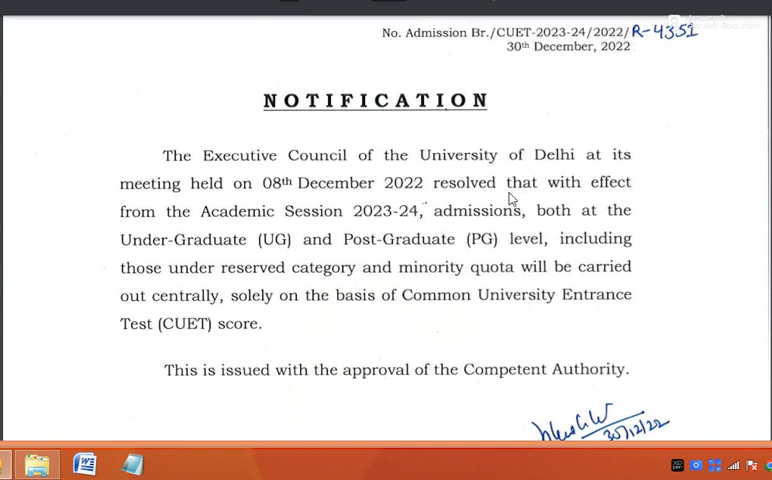 No. Admission Br./CUET-2023-24/2022/R-4351
30th December, 2022
NOTIFICATION
The Executive Council of the University of Delhi at its
meeting held on 08th December 2022 resolved that with effect
from the Academic Session 2023-24, admissions, both at the
Under-Graduate (UG) and Post-Graduate (PG) level, including
those under reserved category and minority quota will be carried
out centrally, solely on the basis of Common University Entrance
Test (CUET) score.
This is issued with the approval of the Competent Authority.
30/12/22